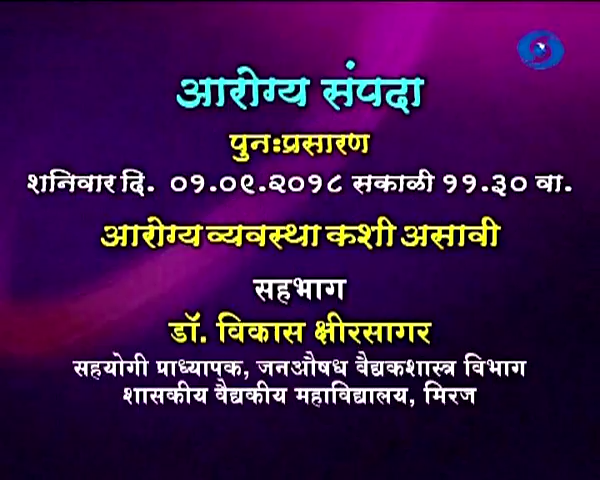 आरोग्य संपदा
पुनःप्रसारण
शनिवार दि. ०१.०९.२०१८ सकाळी ११.३० वा.
आरोग्य व्यवस्था कशी असावी
सहभाग
डॉ. विकास क्षीरसागर
सहयोगी प्राध्यापक, जनऔषध वैद्यकशास्त्र विभाग
शासकीय वैद्यकीय महाविद्यालय, मिरज